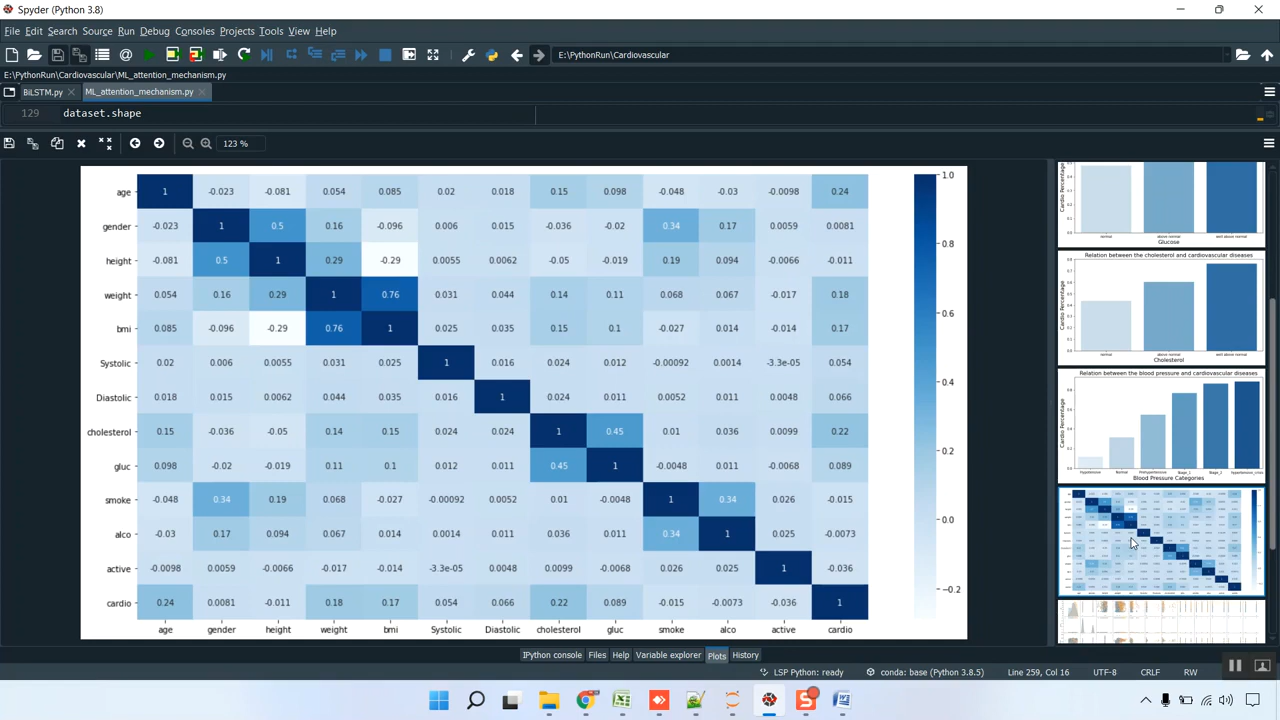 Spyder (Python 3.8)
File Edit Search Source Run Debug Consoles Projects Tools View Help
E:\PythonRun\Cardiovascular
E:\PythonRun\Cardiovascular\ML_attention_mechanism.py
BiLSTM.py ML_attention_mechanism.py
129 dataset.shape
123 %
age 1 -0.023 -0.081 0.054 0.085 0.02 0.018 0.15 0.098 -0.048 -0.03 -0.0098 0.24
gender -0.023 1 0.5 0.16 -0.096 0.006 0.015 -0.036 -0.02 0.34 0.17 0.0059 0.0081
height -0.081 0.5 1 0.29 -0.29 0.0055 0.0062 -0.05 -0.019 0.19 0.094 -0.0066 -0.011
weight 0.054 0.16 0.29 1 0.76 0.031 0.044 0.14 0.11 0.068 0.067 -0.017 0.18
bmi 0.085 -0.096 -0.29 0.76 1 0.025 0.035 0.15 0.1 -0.027 0.014 -0.014 0.17
Systolic 0.02 0.006 0.0055 0.031 0.025 1 0.016 0.024 0.012 -0.00092 0.0014 -3.3e-05 0.054
Diastolic 0.018 0.015 0.0062 0.044 0.035 0.016 1 0.024 0.011 0.0052 0.011 0.0048 0.066
cholesterol 0.15 -0.036 -0.05 0.14 0.15 0.024 0.024 1 0.45 0.01 0.036 0.0099 0.22
gluc 0.098 -0.02 -0.019 0.11 0.1 0.012 0.011 0.45 1 -0.0048 0.011 -0.0068 0.089
smoke -0.048 0.34 0.19 0.068 -0.027 -0.00092 0.0052 0.01 -0.0048 1 0.34 0.026 -0.015
alco -0.03 0.17 0.094 0.067 0.014 0.0014 0.011 0.036 0.011 0.34 1 0.025 -0.0073
active -0.0098 0.0059 -0.0066 -0.017 -0.014 -3.3e-05 0.0048 0.0099 -0.0068 0.026 0.025 1 -0.036
cardio 0.24 0.0081 -0.011 0.18 0.17 0.054 0.066 0.22 0.089 -0.015 -0.0073 -0.036 1
age gender height weight bmi Systolic Diastolic cholesterol gluc smoke alco active cardio
1.0
0.8
0.6
0.4
0.2
0.0
-0.2
Cardio Percentage
normal above normal well above normal
Glucose
Relation between the cholesterol and cardiovascular diseases
Cardio Percentage
normal above normal well above normal
Cholesterol
Relation between the blood pressure and cardiovascular diseases
Cardio Percentage
Normal
Blood Pressure Categories
IPython console Files Help Variable explorer Plots History
LSP Python: ready conda: base (Python 3.8.5) Line 259, Col 16 UTF-8 CRLF RW